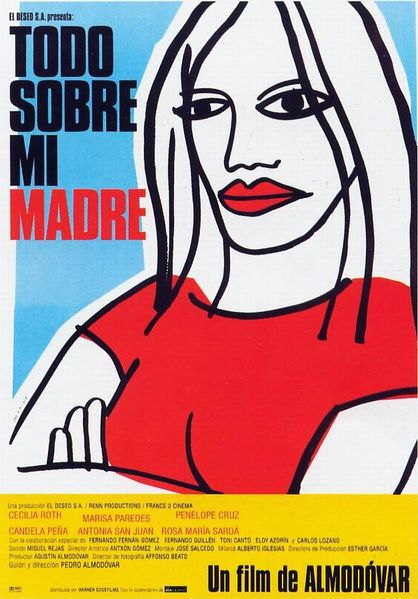 EL DESEO S.A. presenta:
TODO
SOBRE
MI
MADRE
Una producción EL DESEO S.A. / RENN PRODUCTIONS / FRANCE 2 CINEMA
CECILIA ROTH MARISA PAREDES PENÉLOPE CRUZ
CANDELA PEÑA ANTONIA SAN JUAN ROSA MARÍA SARDÁ
Con la colaboración especial de FERNANDO FERNÁN-GÓMEZ FERNANDO GUILLÉN TONI CANTÓ ELOY AZORÍN y CARLOS LOZANO
Sonido MIGUEL REJAS Director Artístico ANTXÓN GÓMEZ Montaje JOSÉ SALCEDO Música ALBERTO IGLESIAS Directora de Producción ESTHER GARCÍA
Productor AGUSTÍN ALMODÓVAR Director de fotografía AFFONSO BEATO
Guión y dirección PEDRO ALMODÓVAR
Distribuida por WARNER SOGEFILMS. Con la colaboración de
Un film de ALMODÓVAR